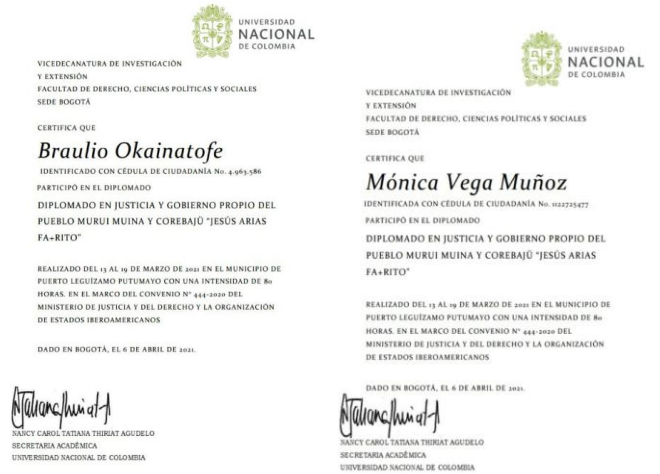 UNIVERSIDAD
NACIONAL
DE COLOMBIA
VICEDECANATURA DE INVESTIGACIÓN
Y EXTENSIÓN
FACULTAD DE DERECHO, CIENCIAS POLÍTICAS Y SOCIALES
SEDE BOGOTÁ
CERTIFICA QUE
Braulio Okainatofe
IDENTIFICADO CON CÉDULA DE CIUDADANÍA No. 4.963.586
PARTICIPÓ EN EL DIPLOMADO
DIPLOMADO EN JUSTICIA Y GOBIERNO PROPIO DEL
PUEBLO MURUI MUINA Y COREBAJÜ “JESÚS ARIAS
FA+RITO”
REALIZADO DEL 13 AL 19 DE MARZO DE 2021 EN EL MUNICIPIO DE
PUERTO LEGUÍZAMO PUTUMAYO CON UNA INTENSIDAD DE 80
HORAS. EN EL MARCO DEL CONVENIO N° 444-2020 DEL
MINISTERIO DE JUSTICIA Y DEL DERECHO Y LA ORGANIZACIÓN
DE ESTADOS IBEROAMERICANOS
DADO EN BOGOTÁ, EL 6 DE ABRIL DE 2021.
NANCY CAROL TATIANA THIRIAT AGUDELO
SECRETARIA ACADÉMICA
UNIVERSIDAD NACIONAL DE COLOMBIA
UNIVERSIDAD
NACIONAL
DE COLOMBIA
VICEDECANATURA DE INVESTIGACIÓN
Y EXTENSIÓN
FACULTAD DE DERECHO, CIENCIAS POLÍTICAS Y SOCIALES
SEDE BOGOTÁ
CERTIFICA QUE
Mónica Vega Muñoz
IDENTIFICADA CON CÉDULA DE CIUDADANÍA No. 1122725477
PARTICIPÓ EN EL DIPLOMADO
DIPLOMADO EN JUSTICIA Y GOBIERNO PROPIO DEL
PUEBLO MURUI MUINA Y COREBAJÜ “JESÚS ARIAS
FA+RITO”
REALIZADO DEL 13 AL 19 DE MARZO DE 2021 EN EL MUNICIPIO DE
PUERTO LEGUÍZAMO PUTUMAYO CON UNA INTENSIDAD DE 80
HORAS. EN EL MARCO DEL CONVENIO N° 444-2020 DEL
MINISTERIO DE JUSTICIA Y DEL DERECHO Y LA ORGANIZACIÓN
DE ESTADOS IBEROAMERICANOS
DADO EN BOGOTÁ, EL 6 DE ABRIL DE 2021.
NANCY CAROL TATIANA THIRIAT AGUDELO
SECRETARIA ACADÉMICA
UNIVERSIDAD NACIONAL DE COLOMBIA